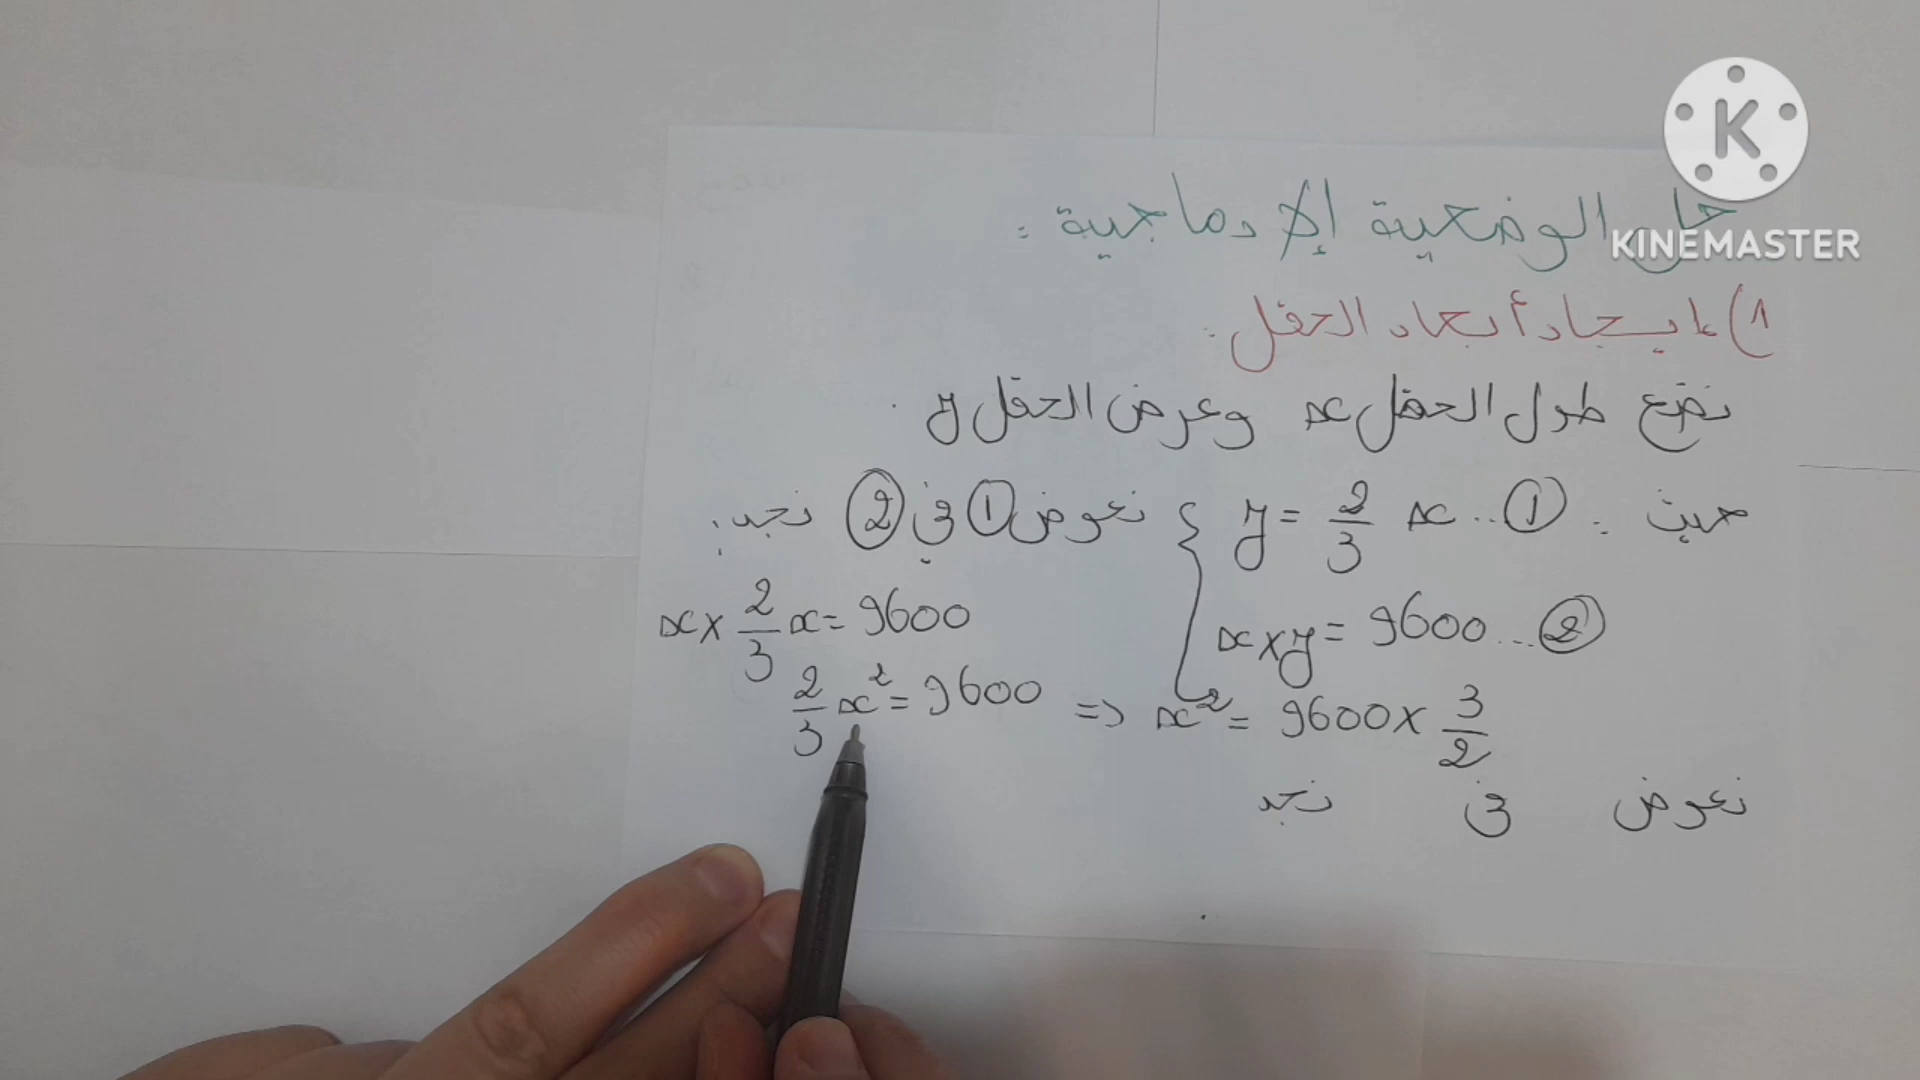 حل الوضعية الإدماجية :
1) إيجاد أبعاد الحقل :
نضع طول الحقل x وعرض الحقل y .
حيث : { y = 2/3 x ... ① نعوض ① في ② نجد :
x × y = 9600 ... ②
x × 2/3 x = 9600
2/3 x² = 9600 => x² = 9600 × 3/2
نعوض في نجد
K
KINEMASTER